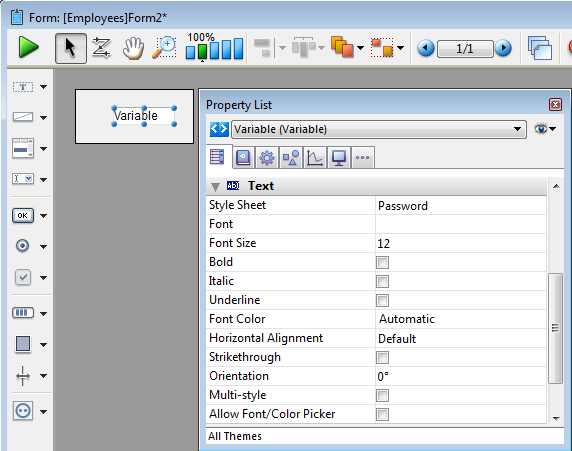 Form: [Employees]Form2*
100%
1/1
Variable
Property List
Variable (Variable)
Text
Style Sheet Password
Font
Font Size 12
Bold
Italic
Underline
Font Color Automatic
Horizontal Alignment Default
Strikethrough
Orientation 0°
Multi-style
Allow Font/Color Picker
All Themes
OK